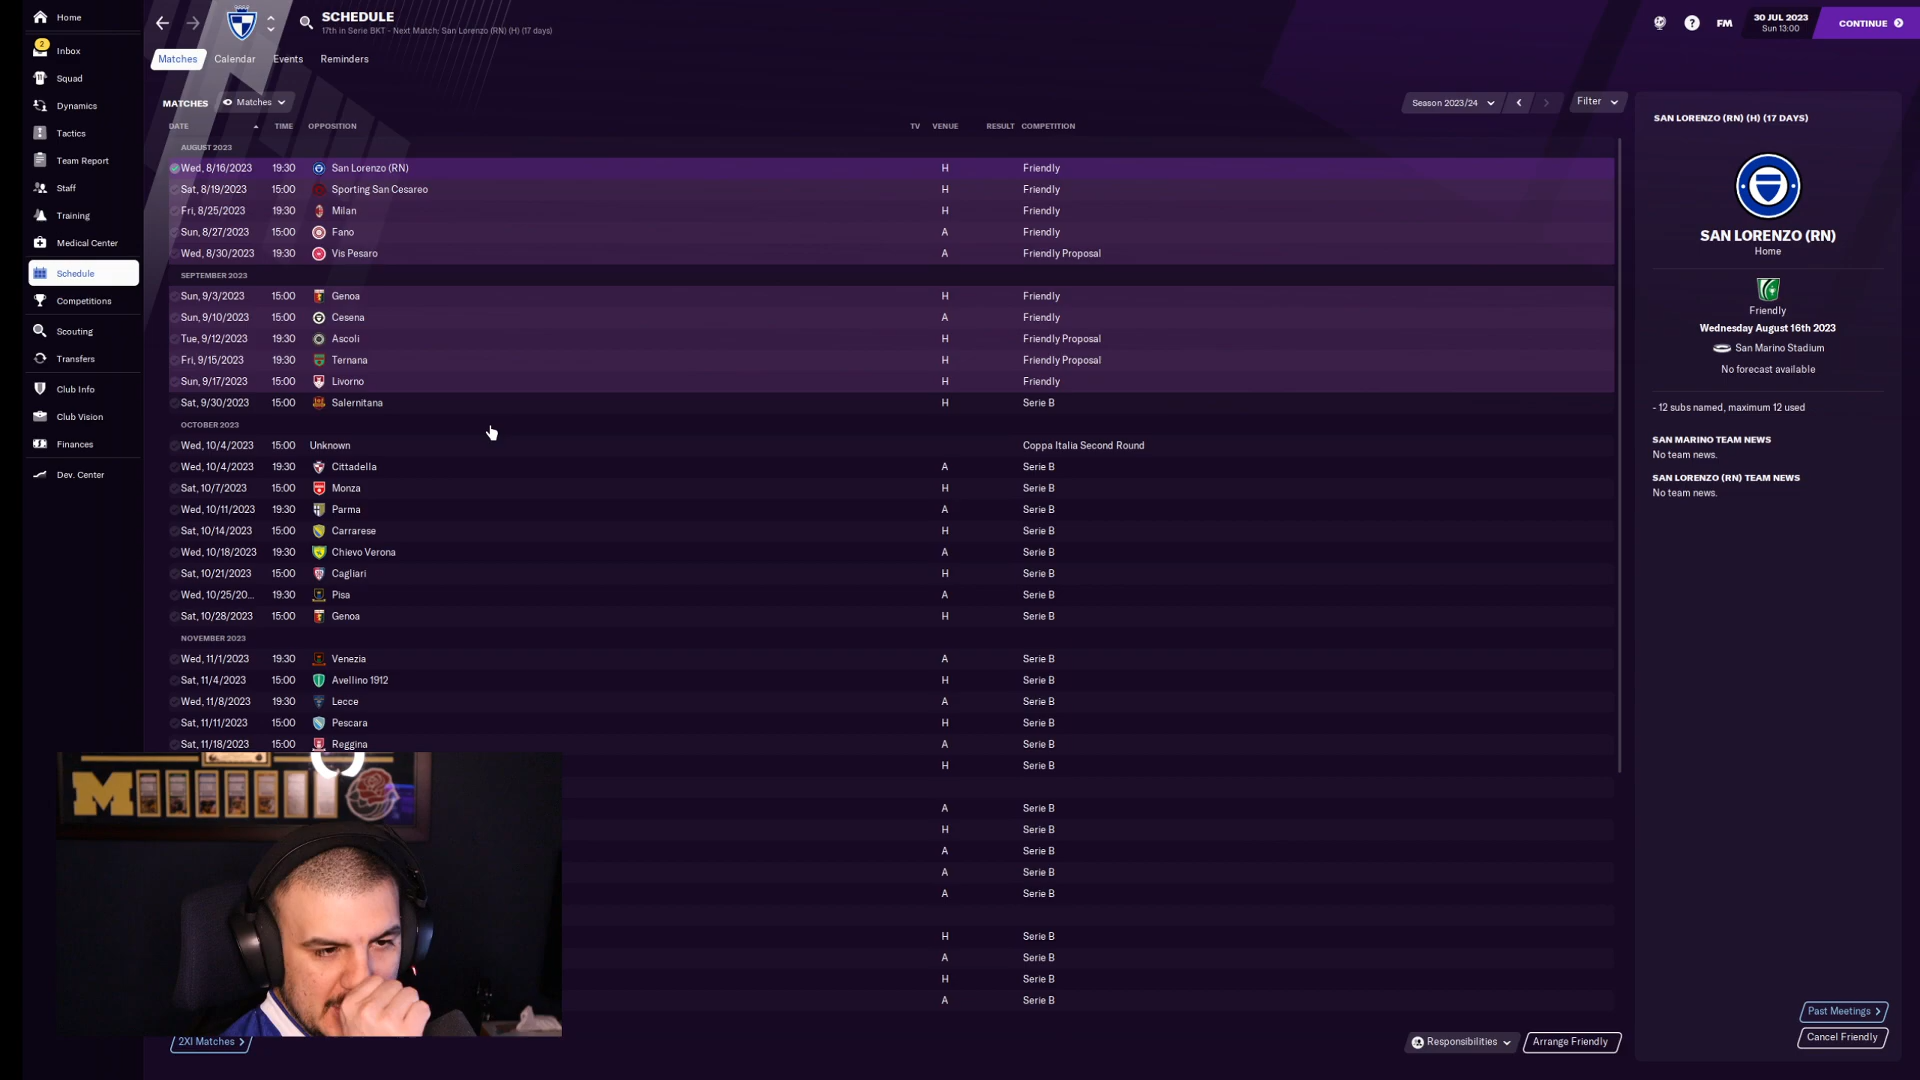 Home
SCHEDULE
17th in Serie BKT - Next Match: San Lorenzo (RN) (H) (17 days)
FM
30 JUL 2023
Sun 13:00
CONTINUE
2
Inbox
Squad
Dynamics
Tactics
Team Report
Staff
Training
Medical Center
Schedule
Competitions
Scouting
Transfers
Club Info
Club Vision
Finances
Dev. Center
Matches Calendar Events Reminders
MATCHES Matches Season 2023/24 Filter
DATE TIME OPPOSITION TV VENUE RESULT COMPETITION
AUGUST 2023
Wed, 8/16/2023 19:30 San Lorenzo (RN) H Friendly
Sat, 8/19/2023 15:00 Sporting San Cesareo H Friendly
Fri, 8/25/2023 19:30 Milan H Friendly
Sun, 8/27/2023 15:00 Fano A Friendly
Wed, 8/30/2023 19:30 Vis Pesaro A Friendly Proposal
SEPTEMBER 2023
Sun, 9/3/2023 15:00 Genoa H Friendly
Sun, 9/10/2023 15:00 Cesena A Friendly
Tue, 9/12/2023 19:30 Ascoli H Friendly Proposal
Fri, 9/15/2023 19:30 Ternana H Friendly Proposal
Sun, 9/17/2023 15:00 Livorno H Friendly
Sat, 9/30/2023 15:00 Salernitana H Serie B
OCTOBER 2023
Wed, 10/4/2023 15:00 Unknown Coppa Italia Second Round
Wed, 10/4/2023 19:30 Cittadella A Serie B
Sat, 10/7/2023 15:00 Monza H Serie B
Wed, 10/11/2023 19:30 Parma A Serie B
Sat, 10/14/2023 15:00 Carrarese H Serie B
Wed, 10/18/2023 19:30 Chievo Verona A Serie B
Sat, 10/21/2023 15:00 Cagliari H Serie B
Wed, 10/25/20... 19:30 Pisa A Serie B
Sat, 10/28/2023 15:00 Genoa H Serie B
NOVEMBER 2023
Wed, 11/1/2023 19:30 Venezia A Serie B
Sat, 11/4/2023 15:00 Avellino 1912 H Serie B
Wed, 11/8/2023 19:30 Lecce A Serie B
Sat, 11/11/2023 15:00 Pescara H Serie B
Sat, 11/18/2023 15:00 Reggina A Serie B
H Serie B
A Serie B
H Serie B
A Serie B
A Serie B
A Serie B
H Serie B
A Serie B
H Serie B
A Serie B
M
2XI Matches
Responsibilities
Arrange Friendly
SAN LORENZO (RN) (H) (17 DAYS)
SAN LORENZO (RN)
Home
Friendly
Wednesday August 16th 2023
San Marino Stadium
No forecast available
- 12 subs named, maximum 12 used
SAN MARINO TEAM NEWS
No team news.
SAN LORENZO (RN) TEAM NEWS
No team news.
Past Meetings
Cancel Friendly